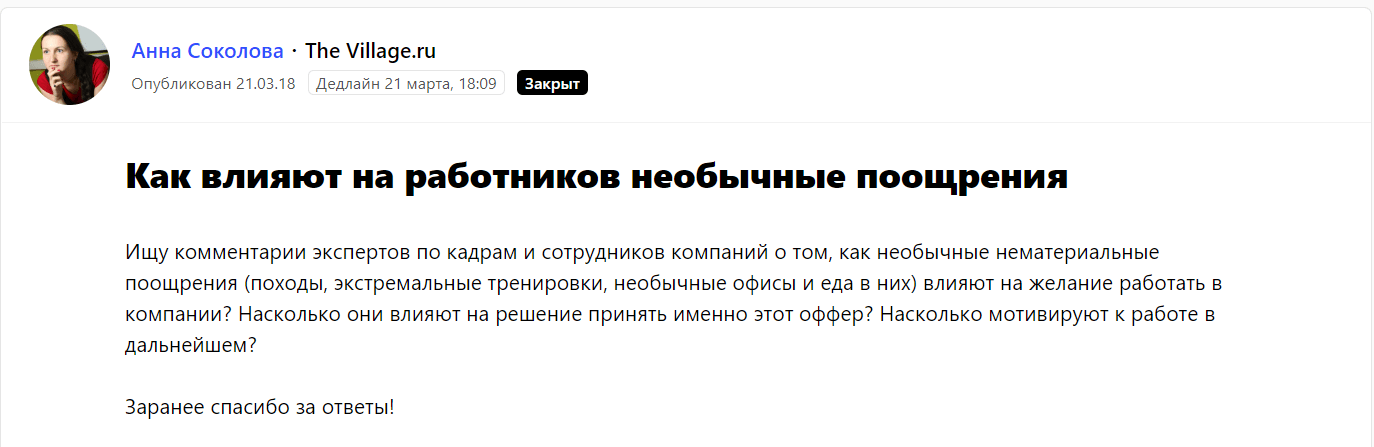 Анна Соколова · The Village.ru
Опубликован 21.03.18 Дедлайн 21 марта, 18:09 Закрыт
Как влияют на работников необычные поощрения
Ищу комментарии экспертов по кадрам и сотрудников компаний о том, как необычные нематериальные
поощрения (походы, экстремальные тренировки, необычные офисы и еда в них) влияют на желание работать в
компании? Насколько они влияют на решение принять именно этот оффер? Насколько мотивируют к работе в
дальнейшем?
Заранее спасибо за ответы!